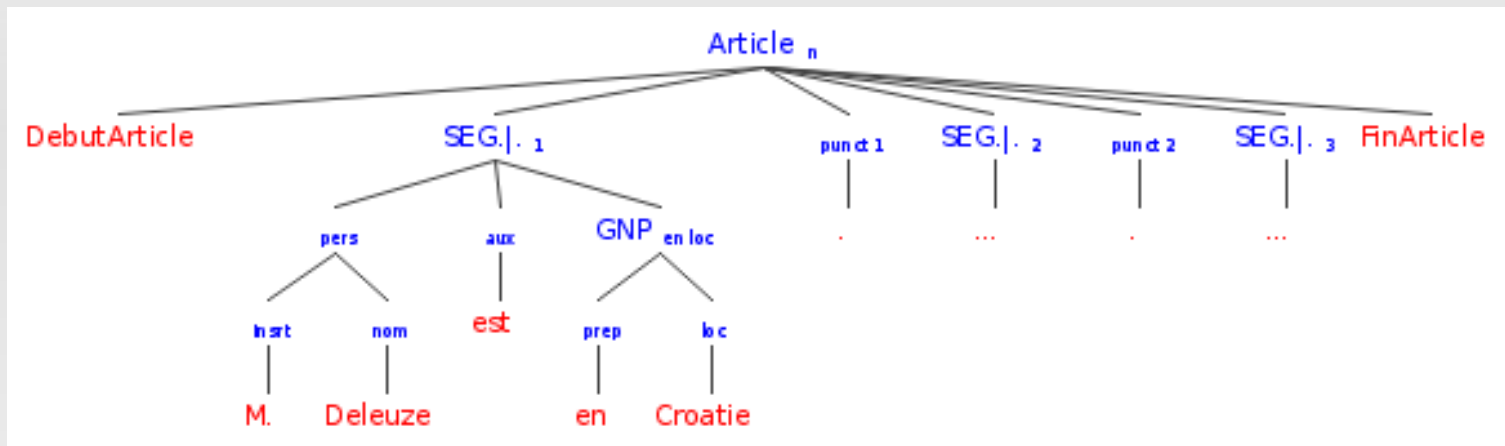 Article n
DebutArticle SEG.|. 1 punct 1 SEG.|. 2 punct 2 SEG.|. 3 FinArticle
pers aux GNP en loc . ... . ...
Insrt nom est prep loc
M. Deleuze en Croatie